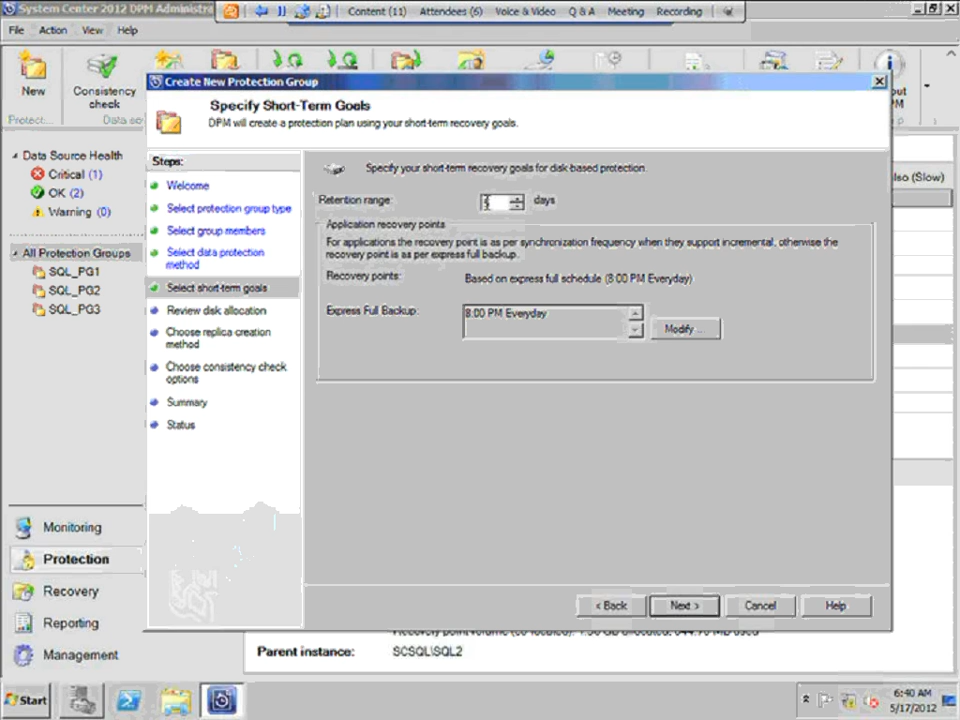 System Center 2012 DPM Administra
Content (11) Attendees (6) Voice & Video Q & A Meeting Recording
File Action View Help
New
Consistency
check
Protect...
Data so
Create New Protection Group
Specify Short-Term Goals
DPM will create a protection plan using your short-term recovery goals.
Data Source Health
Critical (1)
OK (2)
Warning (0)
All Protection Groups
SQL_PG1
SQL_PG2
SQL_PG3
Monitoring
Protection
Recovery
Reporting
Management
Steps:
Welcome
Select protection group type
Select group members
Select data protection
method
Select short-term goals
Review disk allocation
Choose replica creation
method
Choose consistency check
options
Summary
Status
Specify your short-term recovery goals for disk-based protection.
Retention range: days
Application recovery points
For applications the recovery point is as per synchronization frequency when they support incremental, otherwise the
recovery point is as per express full backup.
Recovery points: Based on express full schedule (8:00 PM Everyday)
Express Full Backup: 8:00 PM Everyday
Modify ...
< Back Next > Cancel Help
lso (Slow)
Parent instance: SCSQL\SQL2
Start
6:40 AM
5/17/2012